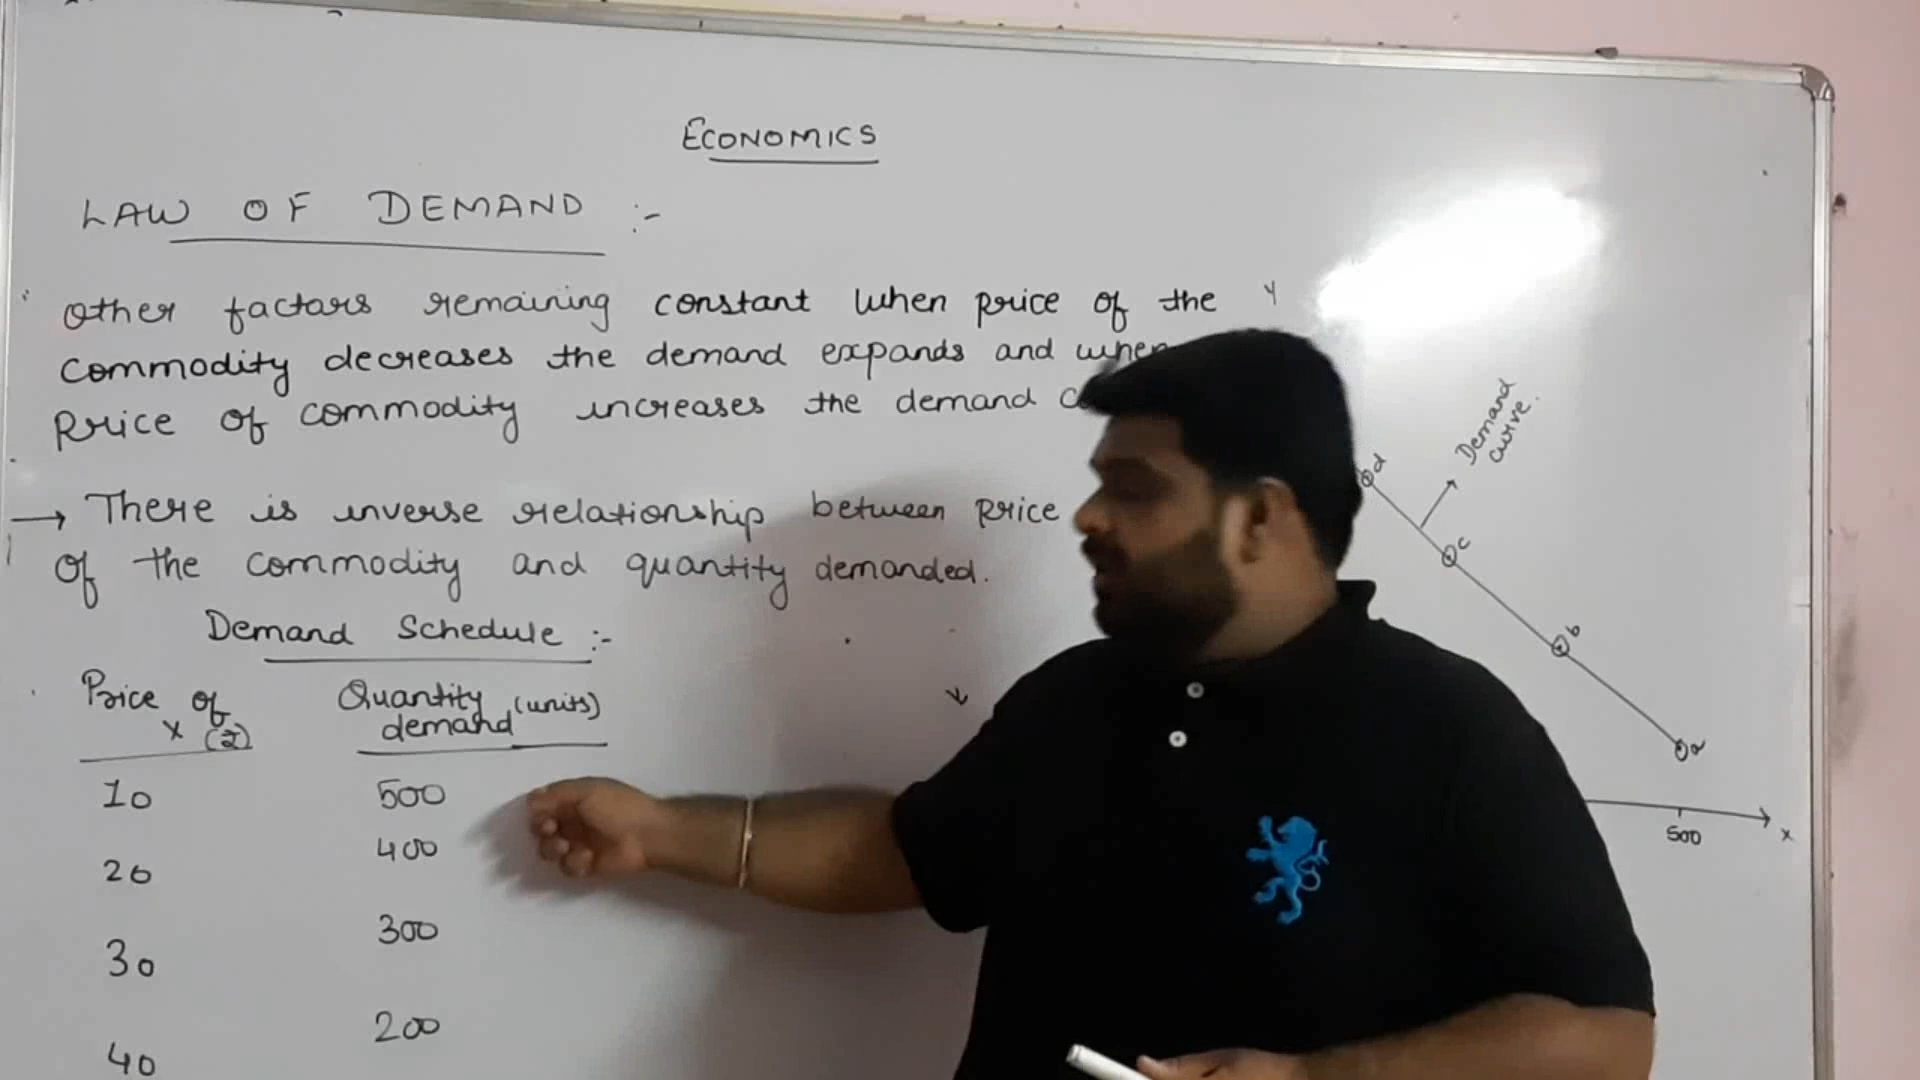 ECONOMICS
LAW OF DEMAND :-
Other factors remaining constant when price of the
commodity decreases the demand expands and when
Price of commodity increases the demand
→ There is inverse relationship between price
of the commodity and quantity demanded.
Demand Schedule :-
Price of Quantity (units)
x (₹) demand
10 500
20 400
30 300
40 200
Y
Demand
curve.
d
c
b
a
500
x